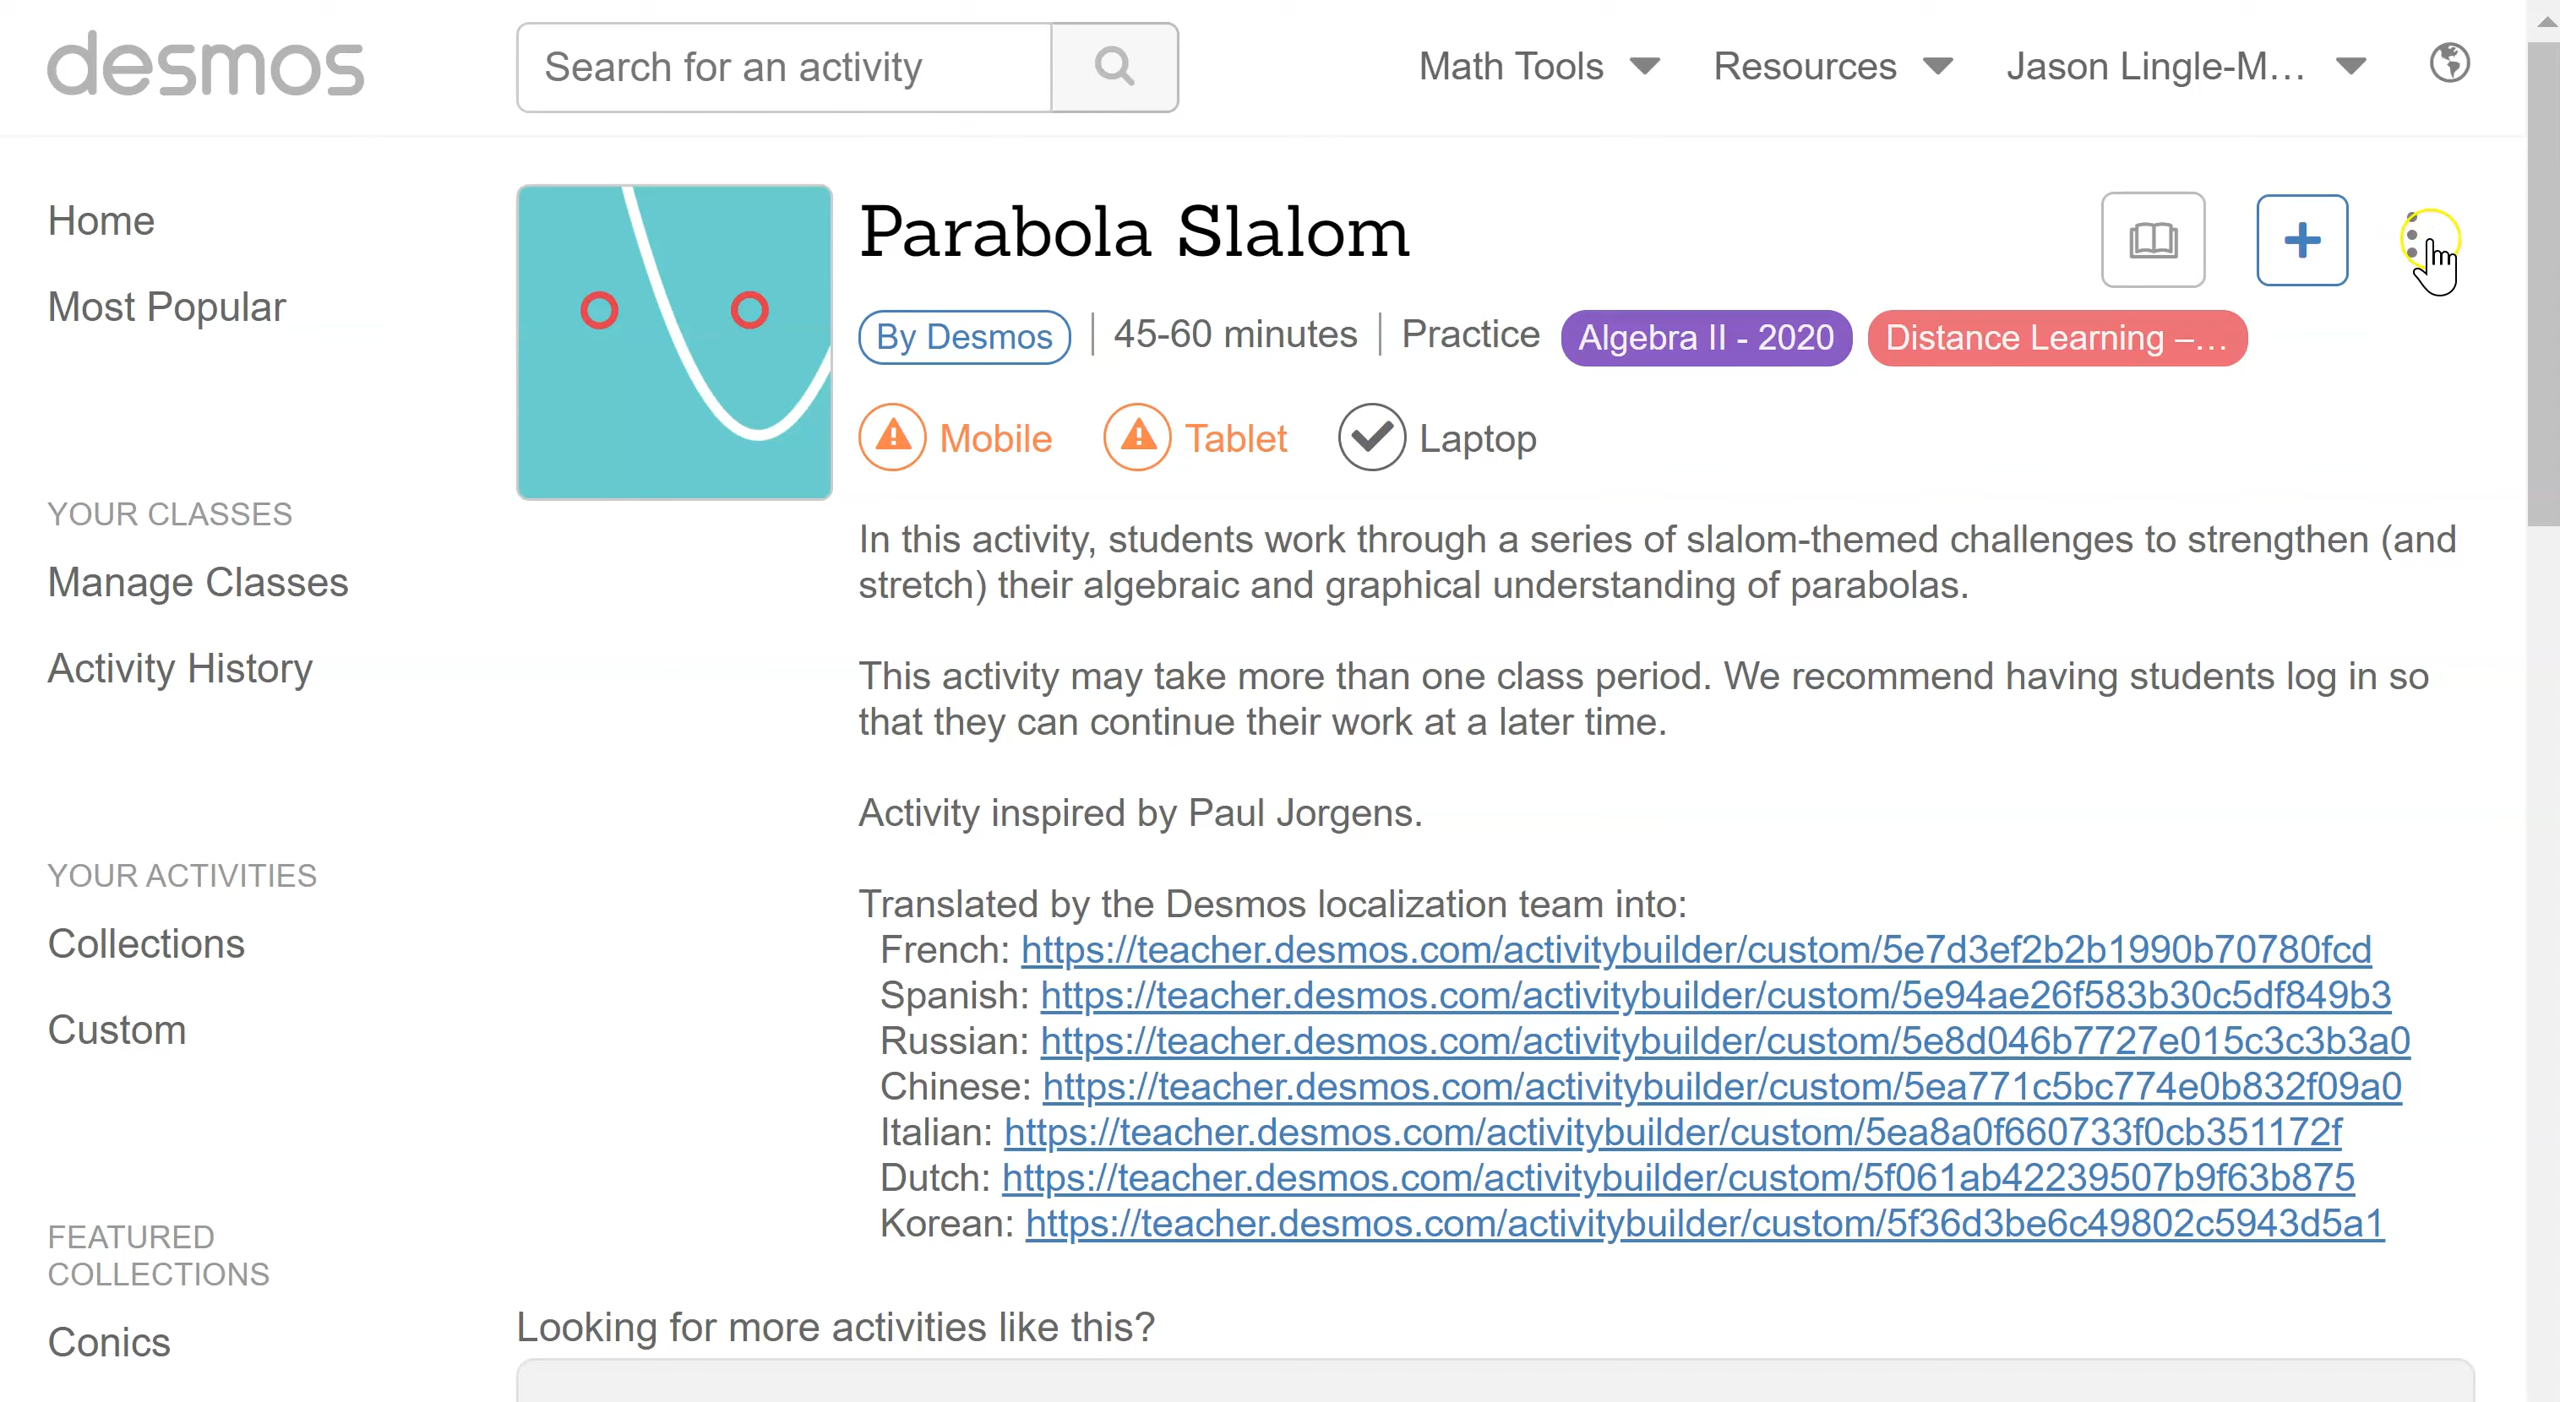 desmos
Search for an activity
Math Tools
Resources
Jason Lingle-M...
Home
Most Popular
YOUR CLASSES
Manage Classes
Activity History
YOUR ACTIVITIES
Collections
Custom
FEATURED
COLLECTIONS
Conics
Parabola Slalom
By Desmos | 45-60 minutes | Practice Algebra II - 2020 Distance Learning –...
Mobile Tablet Laptop
In this activity, students work through a series of slalom-themed challenges to strengthen (and
stretch) their algebraic and graphical understanding of parabolas.
This activity may take more than one class period. We recommend having students log in so
that they can continue their work at a later time.
Activity inspired by Paul Jorgens.
Translated by the Desmos localization team into:
French: https://teacher.desmos.com/activitybuilder/custom/5e7d3ef2b2b1990b70780fcd
Spanish: https://teacher.desmos.com/activitybuilder/custom/5e94ae26f583b30c5df849b3
Russian: https://teacher.desmos.com/activitybuilder/custom/5e8d046b7727e015c3c3b3a0
Chinese: https://teacher.desmos.com/activitybuilder/custom/5ea771c5bc774e0b832f09a0
Italian: https://teacher.desmos.com/activitybuilder/custom/5ea8a0f660733f0cb351172f
Dutch: https://teacher.desmos.com/activitybuilder/custom/5f061ab42239507b9f63b875
Korean: https://teacher.desmos.com/activitybuilder/custom/5f36d3be6c49802c5943d5a1
Looking for more activities like this?